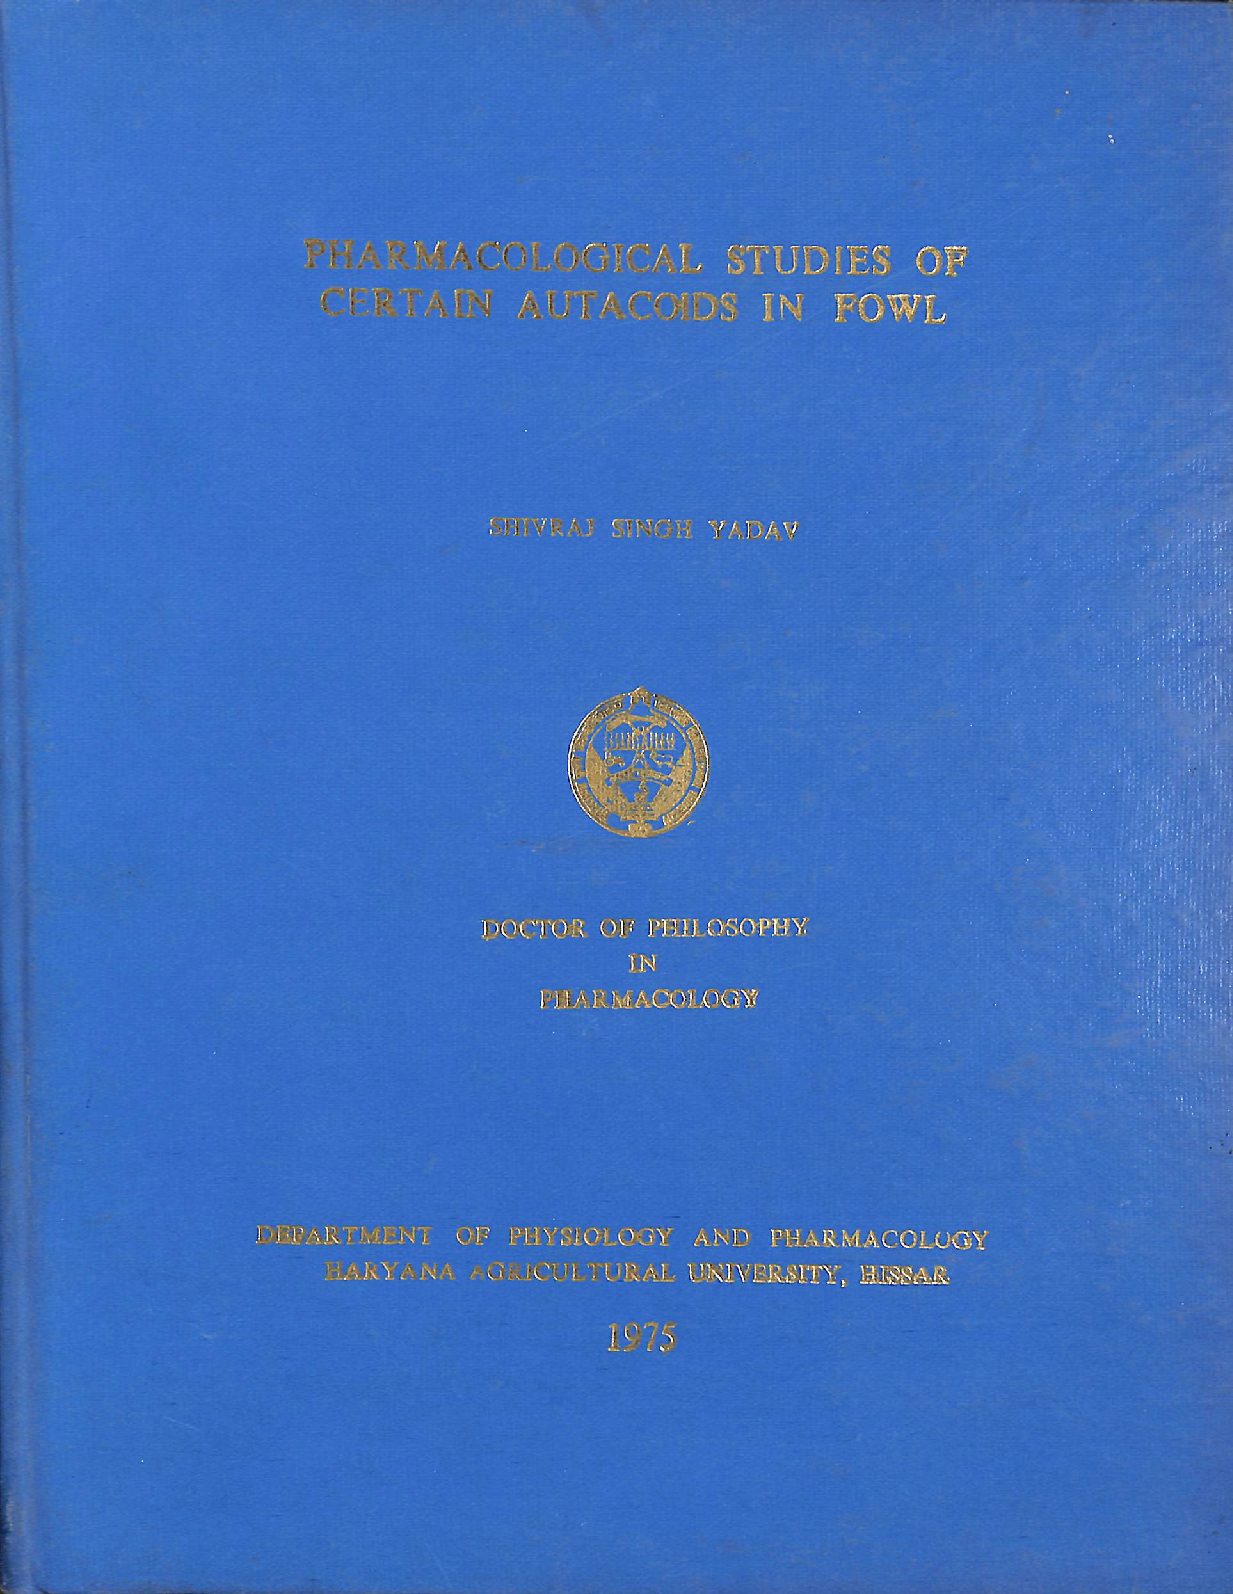 PHARMACOLOGICAL STUDIES OF
CERTAIN AUTACOIDS IN FOWL
SHIVRAJ SINGH YADAV
DOCTOR OF PHILOSOPHY
IN
PHARMACOLOGY
DEPARTMENT OF PHYSIOLOGY AND PHARMACOLOGY
HARYANA AGRICULTURAL UNIVERSITY, HISSAR
1975